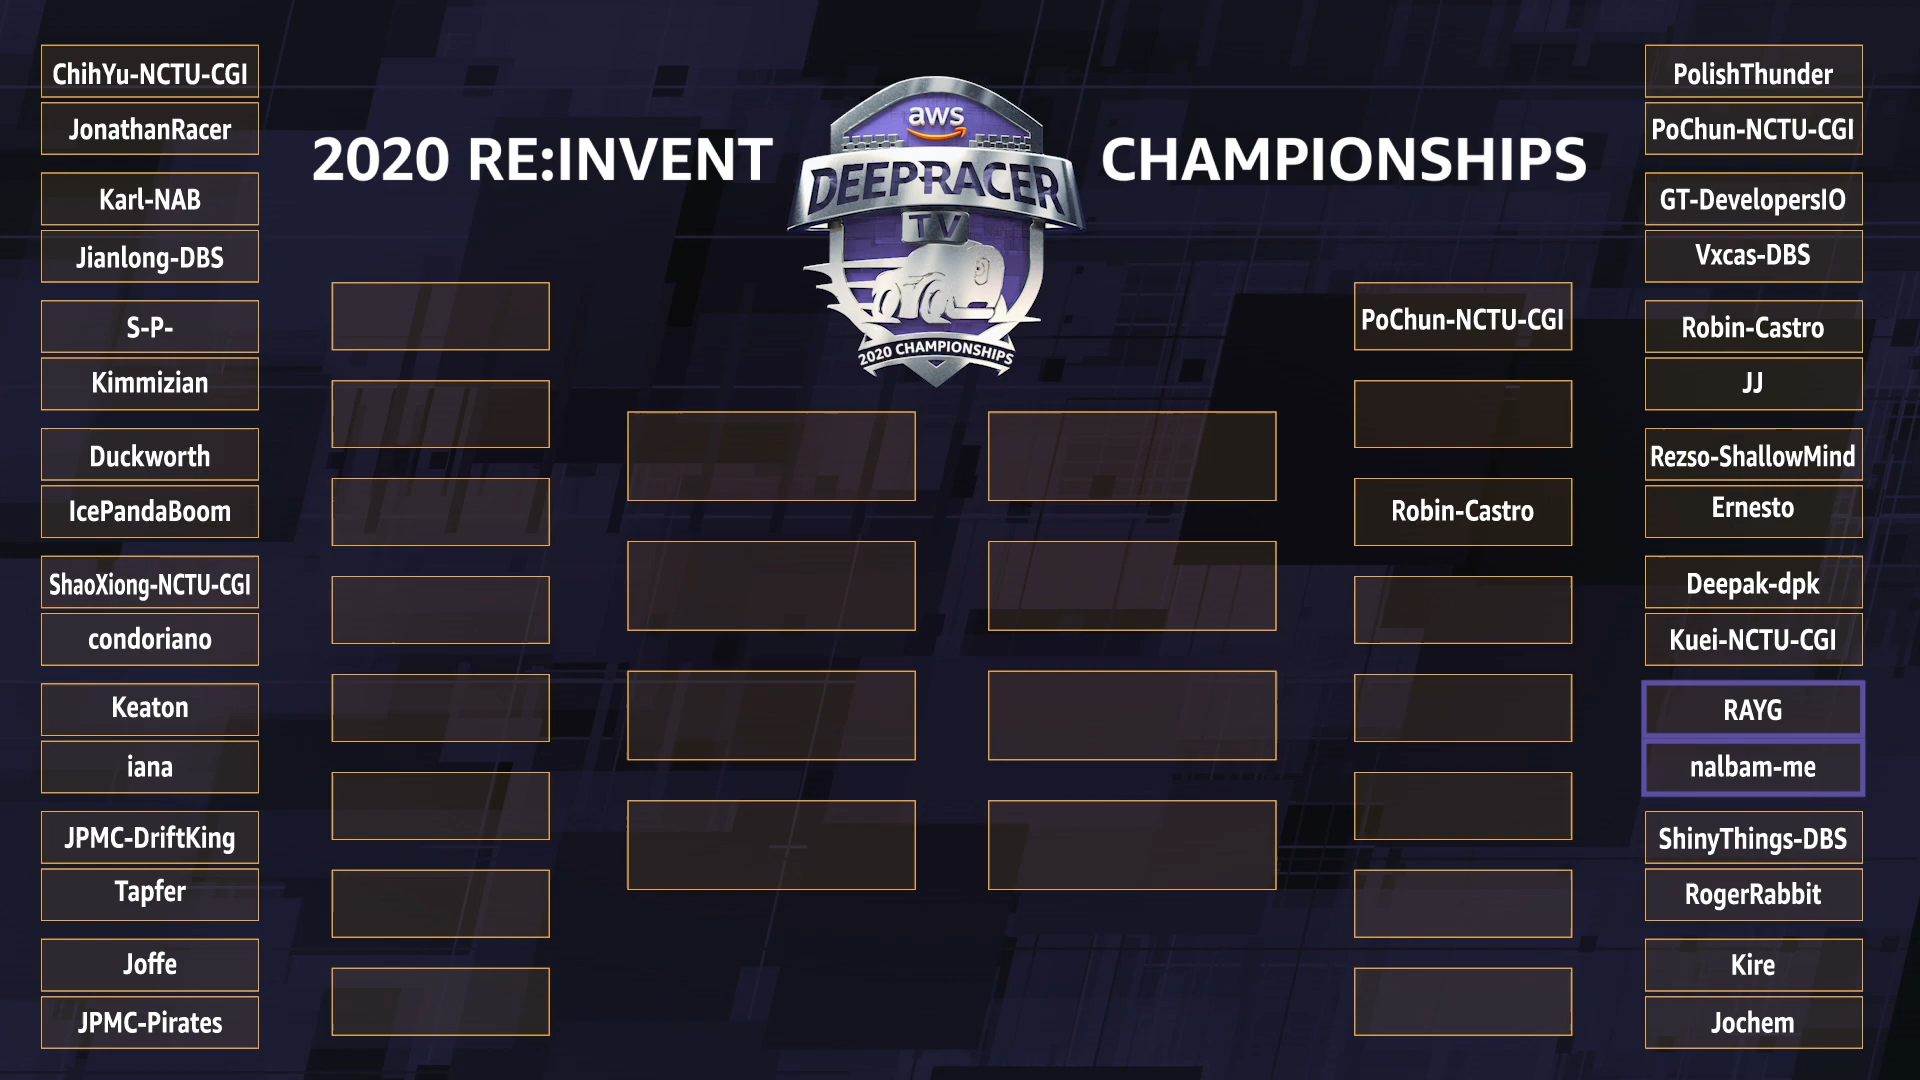 2020 RE:INVENT
aws
DEEPRACER
TV
2020 CHAMPIONSHIPS
CHAMPIONSHIPS
ChihYu-NCTU-CGI
JonathanRacer
Karl-NAB
Jianlong-DBS
S-P-
Kimmizian
Duckworth
IcePandaBoom
ShaoXiong-NCTU-CGI
condoriano
Keaton
iana
JPMC-DriftKing
Tapfer
Joffe
JPMC-Pirates
PoChun-NCTU-CGI
Robin-Castro
PolishThunder
PoChun-NCTU-CGI
GT-DevelopersIO
Vxcas-DBS
Robin-Castro
JJ
Rezso-ShallowMind
Ernesto
Deepak-dpk
Kuei-NCTU-CGI
RAYG
nalbam-me
ShinyThings-DBS
RogerRabbit
Kire
Jochem